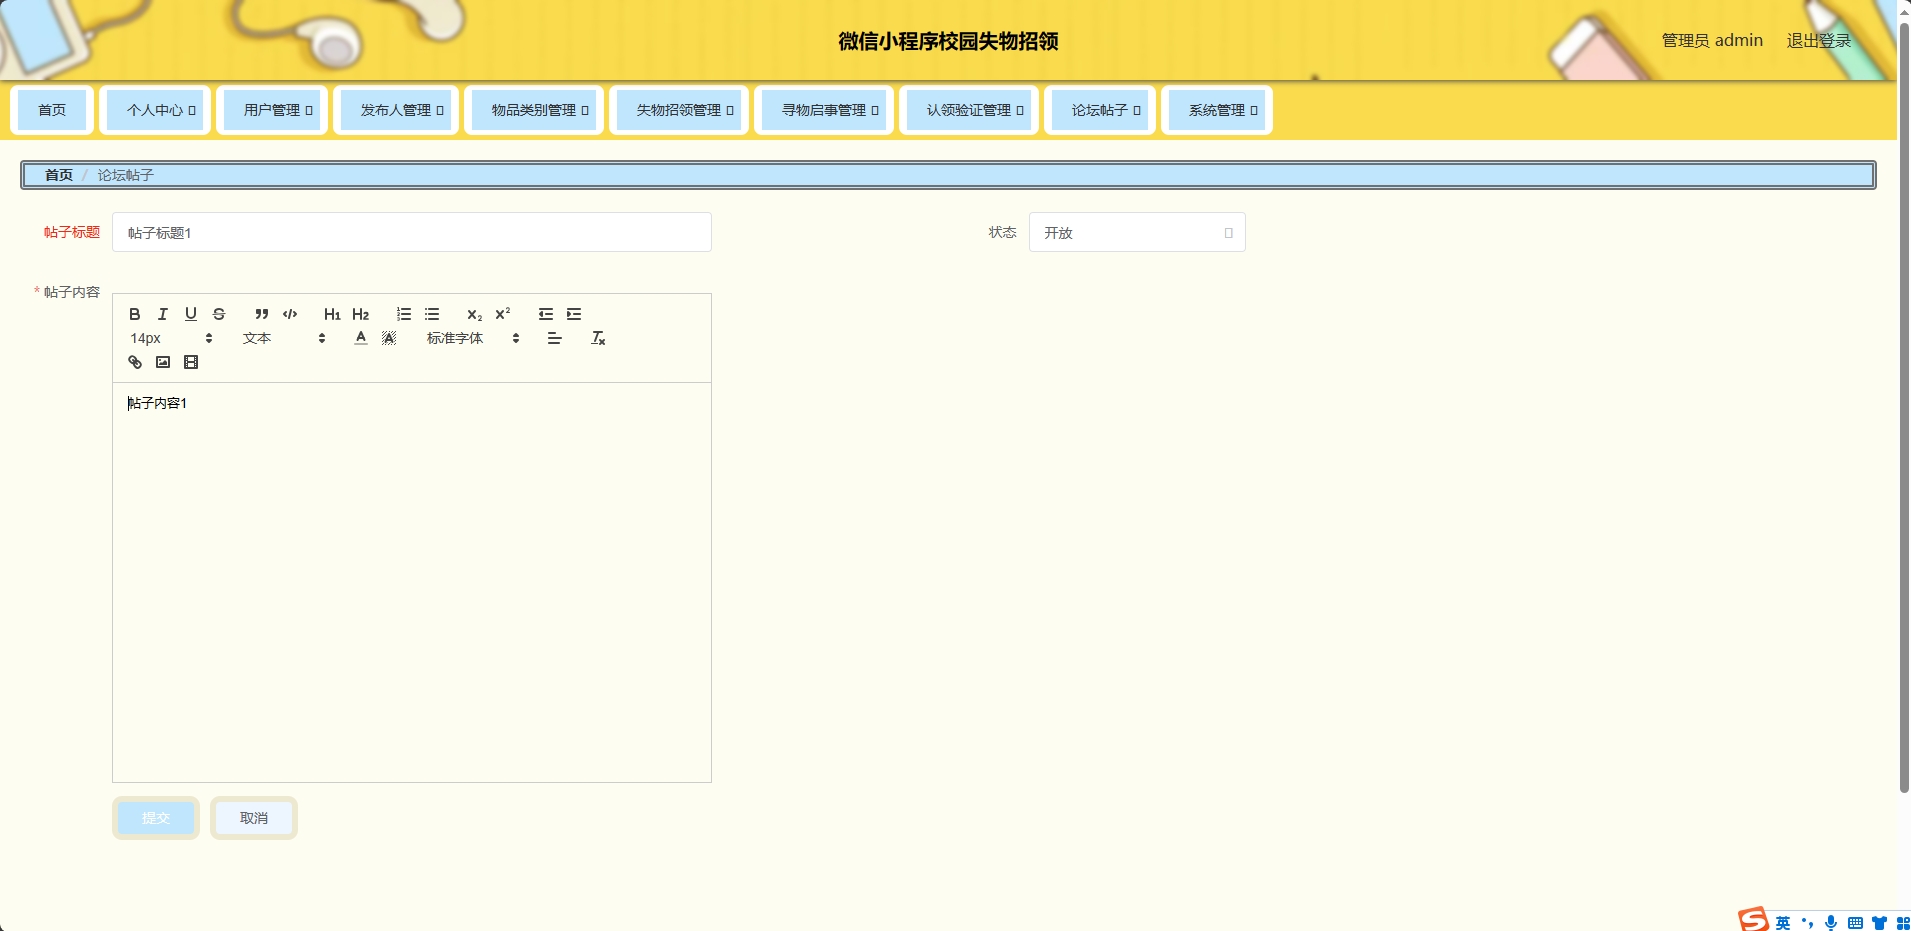 微信小程序校园失物招领
管理员 admin 退出登录
首页 个人中心 用户管理 发布人管理 物品类别管理 失物招领管理 寻物启事管理 认领验证管理 论坛帖子 系统管理
首页 / 论坛帖子
帖子标题 帖子标题1 状态 开放
* 帖子内容
B I U S H1 H2 x2 x2
14px 文本 A A 标准字体 Tx
帖子内容1
提交 取消
S 英